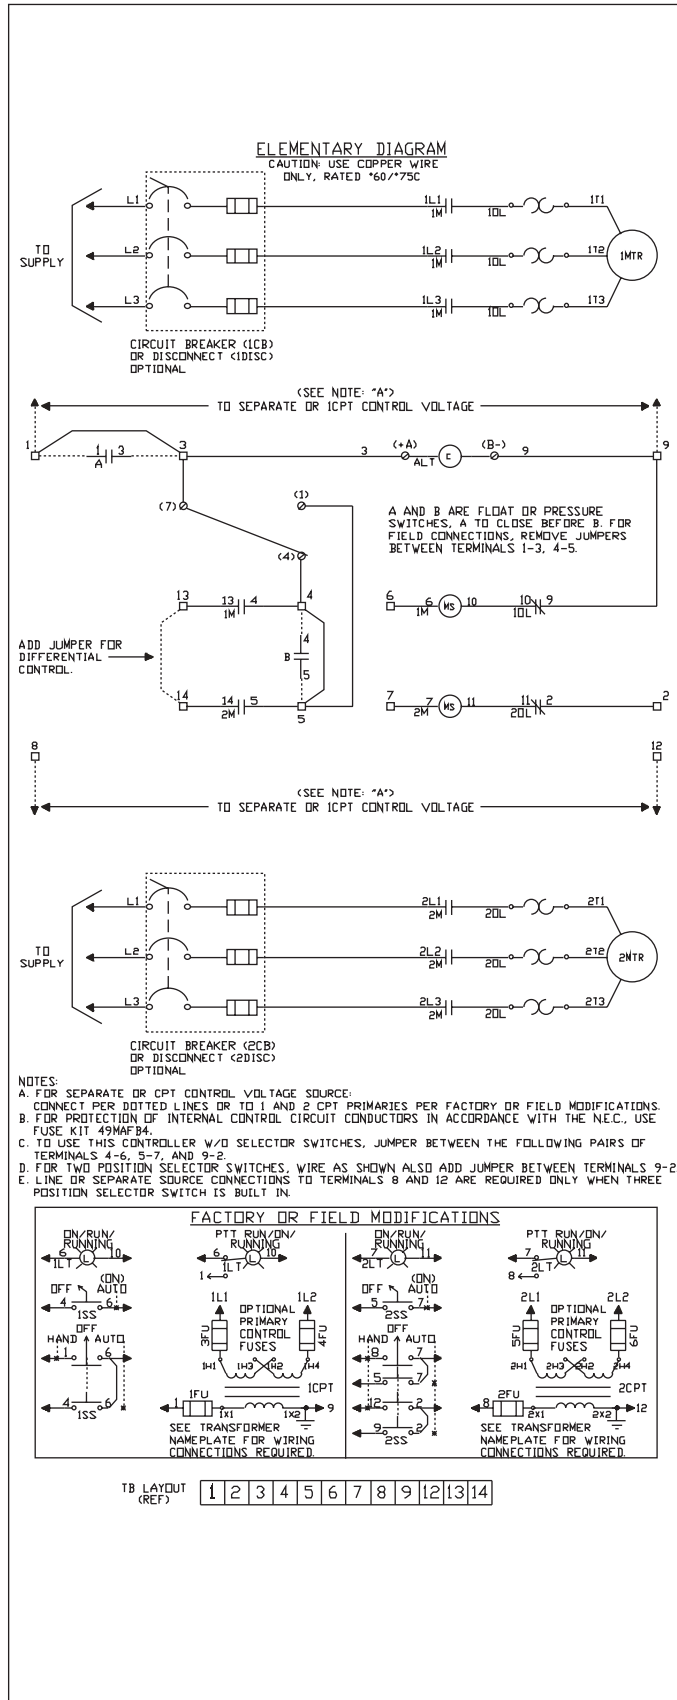 ELEMENTARY DIAGRAM
CAUTION: USE COPPER WIRE
ONLY, RATED °60/°75C
L1
1L1
1M
1OL
1T1
TO
SUPPLY
L2
1L2
1M
1OL
1T2
1MTR
L3
1L3
1M
1OL
1T3
CIRCUIT BREAKER (1CB)
OR DISCONNECT (1DISC)
OPTIONAL
(SEE NOTE: "A")
TO SEPARATE OR 1CPT CONTROL VOLTAGE
1
1
A
3
3
3
(+A)
ALT
E
(B-)
9
9
(7)
(1)
(4)
A AND B ARE FLOAT OR PRESSURE
SWITCHES, A TO CLOSE BEFORE B. FOR
FIELD CONNECTIONS, REMOVE JUMPERS
BETWEEN TERMINALS 1-3, 4-5.
13
13
1M
4
4
6
6
1M
MS
10
10
1OL
9
ADD JUMPER FOR
DIFFERENTIAL
CONTROL.
4
B
5
14
14
2M
5
5
7
7
2M
MS
11
11
2OL
2
2
8
12
(SEE NOTE: "A")
TO SEPARATE OR 1CPT CONTROL VOLTAGE
L1
2L1
2M
2OL
2T1
TO
SUPPLY
L2
2L2
2M
2OL
2T2
2MTR
L3
2L3
2M
2OL
2T3
CIRCUIT BREAKER (2CB)
OR DISCONNECT (2DISC)
OPTIONAL
NOTES:
A. FOR SEPARATE OR CPT CONTROL VOLTAGE SOURCE:
CONNECT PER DOTTED LINES OR TO 1 AND 2 CPT PRIMARIES PER FACTORY OR FIELD MODIFICATIONS.
B. FOR PROTECTION OF INTERNAL CONTROL CIRCUIT CONDUCTORS IN ACCORDANCE WITH THE N.E.C., USE
FUSE KIT 49MAFB4.
C. TO USE THIS CONTROLLER W/O SELECTOR SWITCHES, JUMPER BETWEEN THE FOLLOWING PAIRS OF
TERMINALS 4-6, 5-7, AND 9-2.
D. FOR TWO POSITION SELECTOR SWITCHES, WIRE AS SHOWN ALSO ADD JUMPER BETWEEN TERMINALS 9-2
E. LINE OR SEPARATE SOURCE CONNECTIONS TO TERMINALS 8 AND 12 ARE REQUIRED ONLY WHEN THREE
POSITION SELECTOR SWITCH IS BUILT IN.
FACTORY OR FIELD MODIFICATIONS
ON/RUN/
RUNNING
6
1LT
L
10
OFF
(ON)
AUTO
4
1SS
6
OFF
HAND
AUTO
1
6
4
1SS
6
PTT RUN/ON/
RUNNING
6
1LT
L
10
1
1L1
1L2
OPTIONAL
PRIMARY
CONTROL
FUSES
3FU
4FU
1H1
1H3
1H2
1H4
1CPT
1
1FU
1X1
1X2
9
SEE TRANSFORMER
NAMEPLATE FOR WIRING
CONNECTIONS REQUIRED.
ON/RUN/
RUNNING
7
2LT
L
11
OFF
(ON)
AUTO
5
2SS
7
OFF
HAND
AUTO
8
7
5
7
12
2
9
2SS
2
PTT RUN/ON/
RUNNING
7
2LT
L
11
8
2L1
2L2
OPTIONAL
PRIMARY
CONTROL
FUSES
5FU
6FU
2H1
2H3
2H2
2H4
2CPT
8
2FU
2X1
2X2
12
SEE TRANSFORMER
NAMEPLATE FOR WIRING
CONNECTIONS REQUIRED.
TB LAYOUT
(REF)
1 2 3 4 5 6 7 8 9 12 13 14